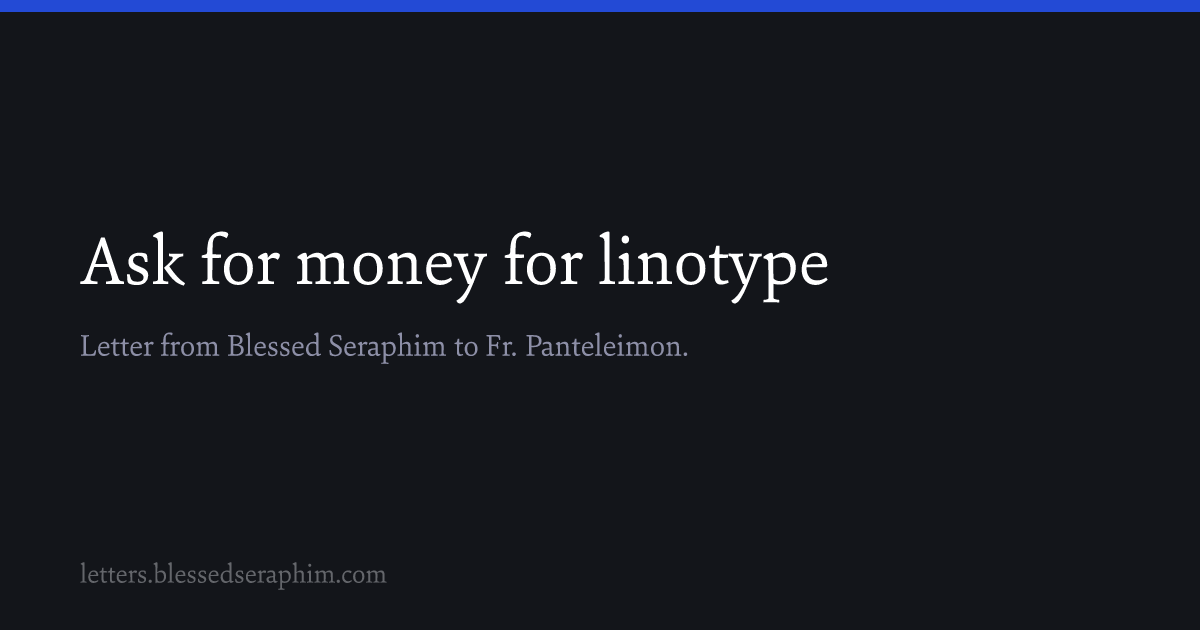 Ask for money for linotype
Letter from Blessed Seraphim to Fr. Panteleimon.
letters.blessedseraphim.com